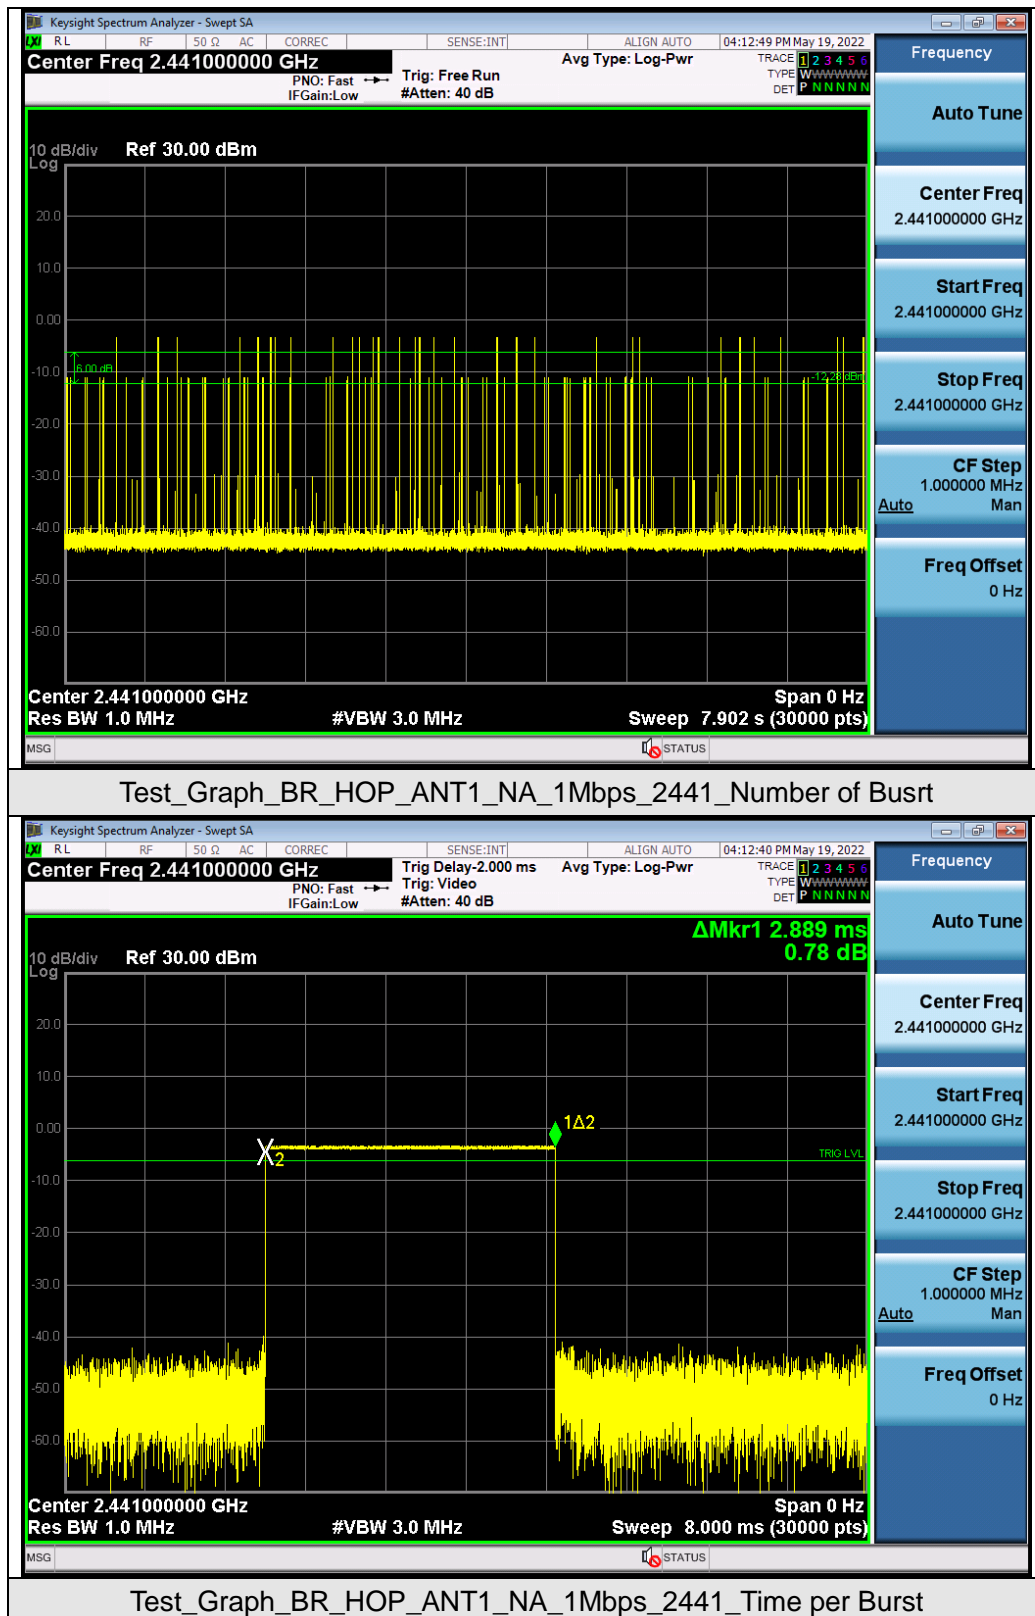 Keysight Spectrum Analyzer - Swept SA
LXI RL RF 50 Ω AC CORREC SENSE:INT ALIGN AUTO 04:12:49 PM May 19, 2022
Center Freq 2.441000000 GHz
PNO: Fast
IFGain:Low
Trig: Free Run
#Atten: 40 dB
Avg Type: Log-Pwr
TRACE 1 2 3 4 5 6
TYPE WWWWWW
DET P N N N N N
10 dB/div Ref 30.00 dBm
Log
20.0
10.0
0.00
6.00 dB
-10.0
-12.28 dBm
-20.0
-30.0
-40.0
-50.0
-60.0
Center 2.441000000 GHz Span 0 Hz
Res BW 1.0 MHz #VBW 3.0 MHz Sweep 7.902 s (30000 pts)
MSG STATUS
Frequency
Auto Tune
Center Freq
2.441000000 GHz
Start Freq
2.441000000 GHz
Stop Freq
2.441000000 GHz
CF Step
1.000000 MHz
Auto Man
Freq Offset
0 Hz
Test_Graph_BR_HOP_ANT1_NA_1Mbps_2441_Number of Busrt
Keysight Spectrum Analyzer - Swept SA
LXI RL RF 50 Ω AC CORREC SENSE:INT ALIGN AUTO 04:12:40 PM May 19, 2022
Center Freq 2.441000000 GHz
PNO: Fast
IFGain:Low
Trig Delay-2.000 ms
Trig: Video
#Atten: 40 dB
Avg Type: Log-Pwr
TRACE 1 2 3 4 5 6
TYPE WWWWWW
DET P N N N N N
ΔMkr1 2.889 ms
0.78 dB
10 dB/div Ref 30.00 dBm
Log
20.0
10.0
0.00
1Δ2
X2
TRIG LVL
-10.0
-20.0
-30.0
-40.0
-50.0
-60.0
Center 2.441000000 GHz Span 0 Hz
Res BW 1.0 MHz #VBW 3.0 MHz Sweep 8.000 ms (30000 pts)
MSG STATUS
Frequency
Auto Tune
Center Freq
2.441000000 GHz
Start Freq
2.441000000 GHz
Stop Freq
2.441000000 GHz
CF Step
1.000000 MHz
Auto Man
Freq Offset
0 Hz
Test_Graph_BR_HOP_ANT1_NA_1Mbps_2441_Time per Burst